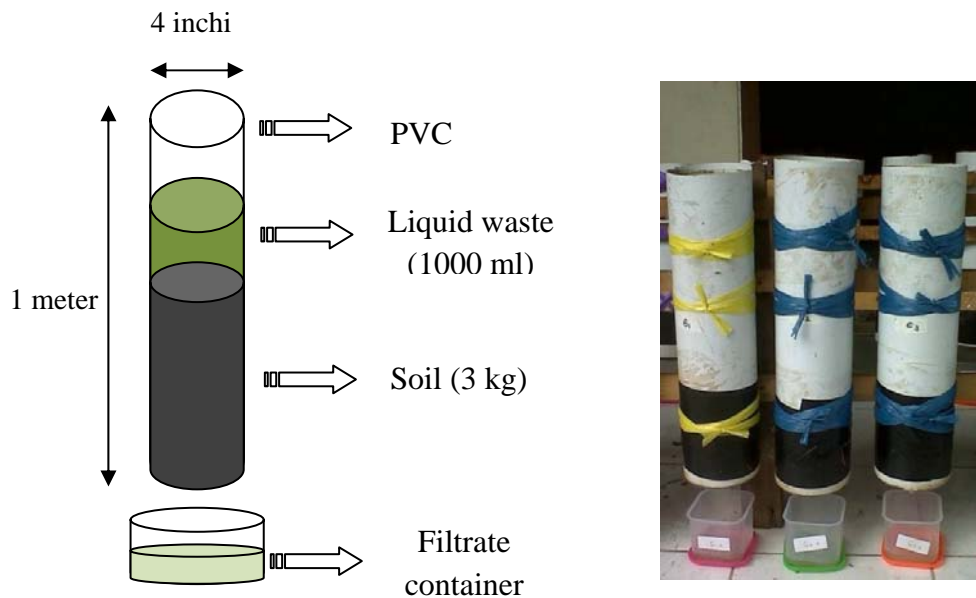 4 inchi
PVC
Liquid waste
(1000 ml)
1 meter
Soil (3 kg)
Filtrate
container